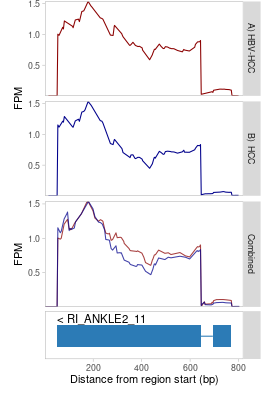 1.5
1.0
0.5
FPM
A) HBV-HCC
1.5
1.0
0.5
FPM
B) HCC
1.5
1.0
0.5
FPM
Combined
< RI_ANKLE2_11
200 400 600 800
Distance from region start (bp)